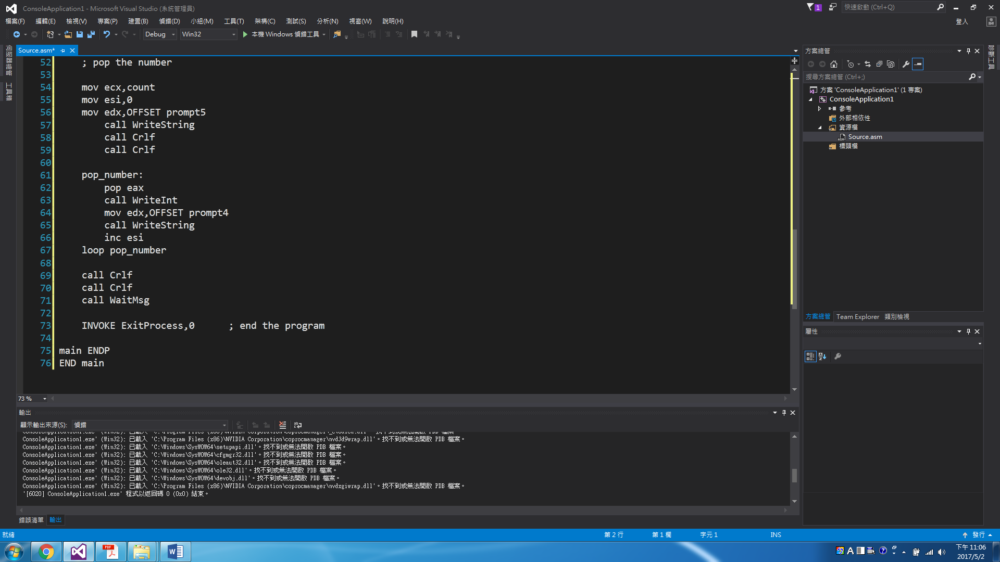 ConsoleApplication1 - Microsoft Visual Studio (系統管理員)
1
快速啟動 (Ctrl+Q)
檔案(F) 編輯(E) 檢視(V) 專案(P) 建置(B) 偵錯(D) 小組(M) 工具(T) 架構(C) 測試(S) 分析(N) 視窗(W) 說明(H)
登入
Debug Win32 本機 Windows 偵錯工具
伺服器總管
工具箱
Source.asm*
52 ; pop the number
53
54 mov ecx,count
55 mov esi,0
56 mov edx,OFFSET prompt5
57 call WriteString
58 call Crlf
59 call Crlf
60
61 pop_number:
62 pop eax
63 call WriteInt
64 mov edx,OFFSET prompt4
65 call WriteString
66 inc esi
67 loop pop_number
68
69 call Crlf
70 call Crlf
71 call WaitMsg
72
73 INVOKE ExitProcess,0 ; end the program
74
75 main ENDP
76 END main
73 %
方案總管
搜尋方案總管 (Ctrl+;)
方案 'ConsoleApplication1' (1 專案)
ConsoleApplication1
參考
外部相依性
資源檔
Source.asm
標頭檔
方案總管 Team Explorer 類別檢視
屬性
診斷工具
輸出
顯示輸出來源(S): 偵錯
ConsoleApplication1.exe' (Win32): 已載入 'C:\Program Files (x86)\NVIDIA Corporation\coprocmanager\nvd3d9wrap.dll'。找不到或無法開啟 PDB 檔案。
ConsoleApplication1.exe' (Win32): 已載入 'C:\Windows\SysWOW64\setupapi.dll'。找不到或無法開啟 PDB 檔案。
ConsoleApplication1.exe' (Win32): 已載入 'C:\Windows\SysWOW64\cfgmgr32.dll'。找不到或無法開啟 PDB 檔案。
ConsoleApplication1.exe' (Win32): 已載入 'C:\Windows\SysWOW64\oleaut32.dll'。找不到或無法開啟 PDB 檔案。
ConsoleApplication1.exe' (Win32): 已載入 'C:\Windows\SysWOW64\ole32.dll'。找不到或無法開啟 PDB 檔案。
ConsoleApplication1.exe' (Win32): 已載入 'C:\Windows\SysWOW64\devobj.dll'。找不到或無法開啟 PDB 檔案。
ConsoleApplication1.exe' (Win32): 已載入 'C:\Program Files (x86)\NVIDIA Corporation\coprocmanager\nvdxgiwrap.dll'。找不到或無法開啟 PDB 檔案。
'[6020] ConsoleApplication1.exe' 程式以返回碼 0 (0x0) 結束。
錯誤清單 輸出
就緒 第 2 行 第 1 欄 字元 1 INS 發行
下午 11:06
2017/5/2